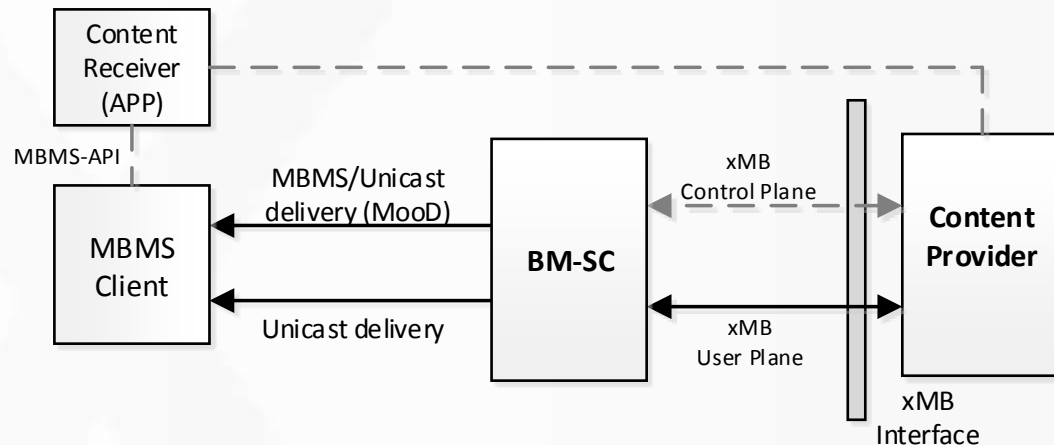 Content
Receiver
(APP)
MBMS-API
MBMS
Client
MBMS/Unicast
delivery (MooD)
Unicast delivery
BM-SC
xMB
Control Plane
xMB
User Plane
Content
Provider
xMB
Interface